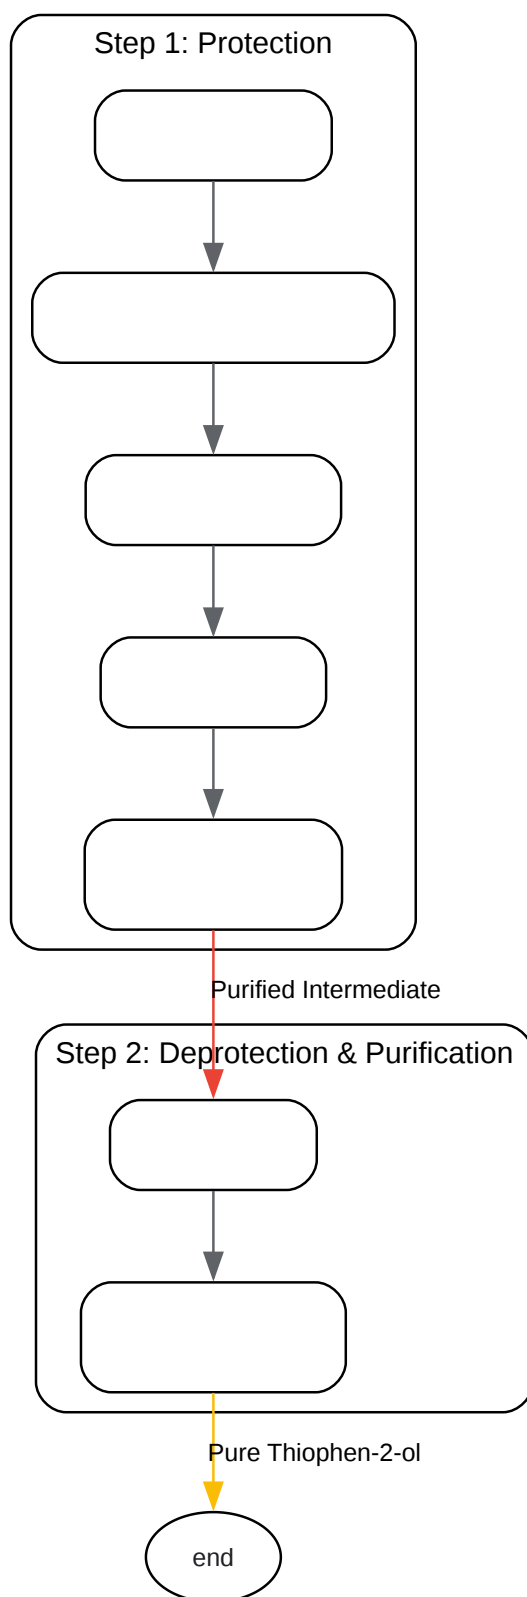 Step 1: Protection
Purified Intermediate
Step 2: Deprotection & Purification
Pure Thiophen-2-ol
end